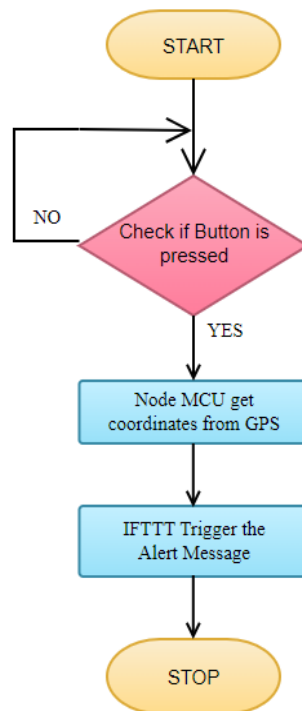 START
NO
Check if Button is
pressed
YES
Node MCU get
coordinates from GPS
IFTTT Trigger the
Alert Message
STOP